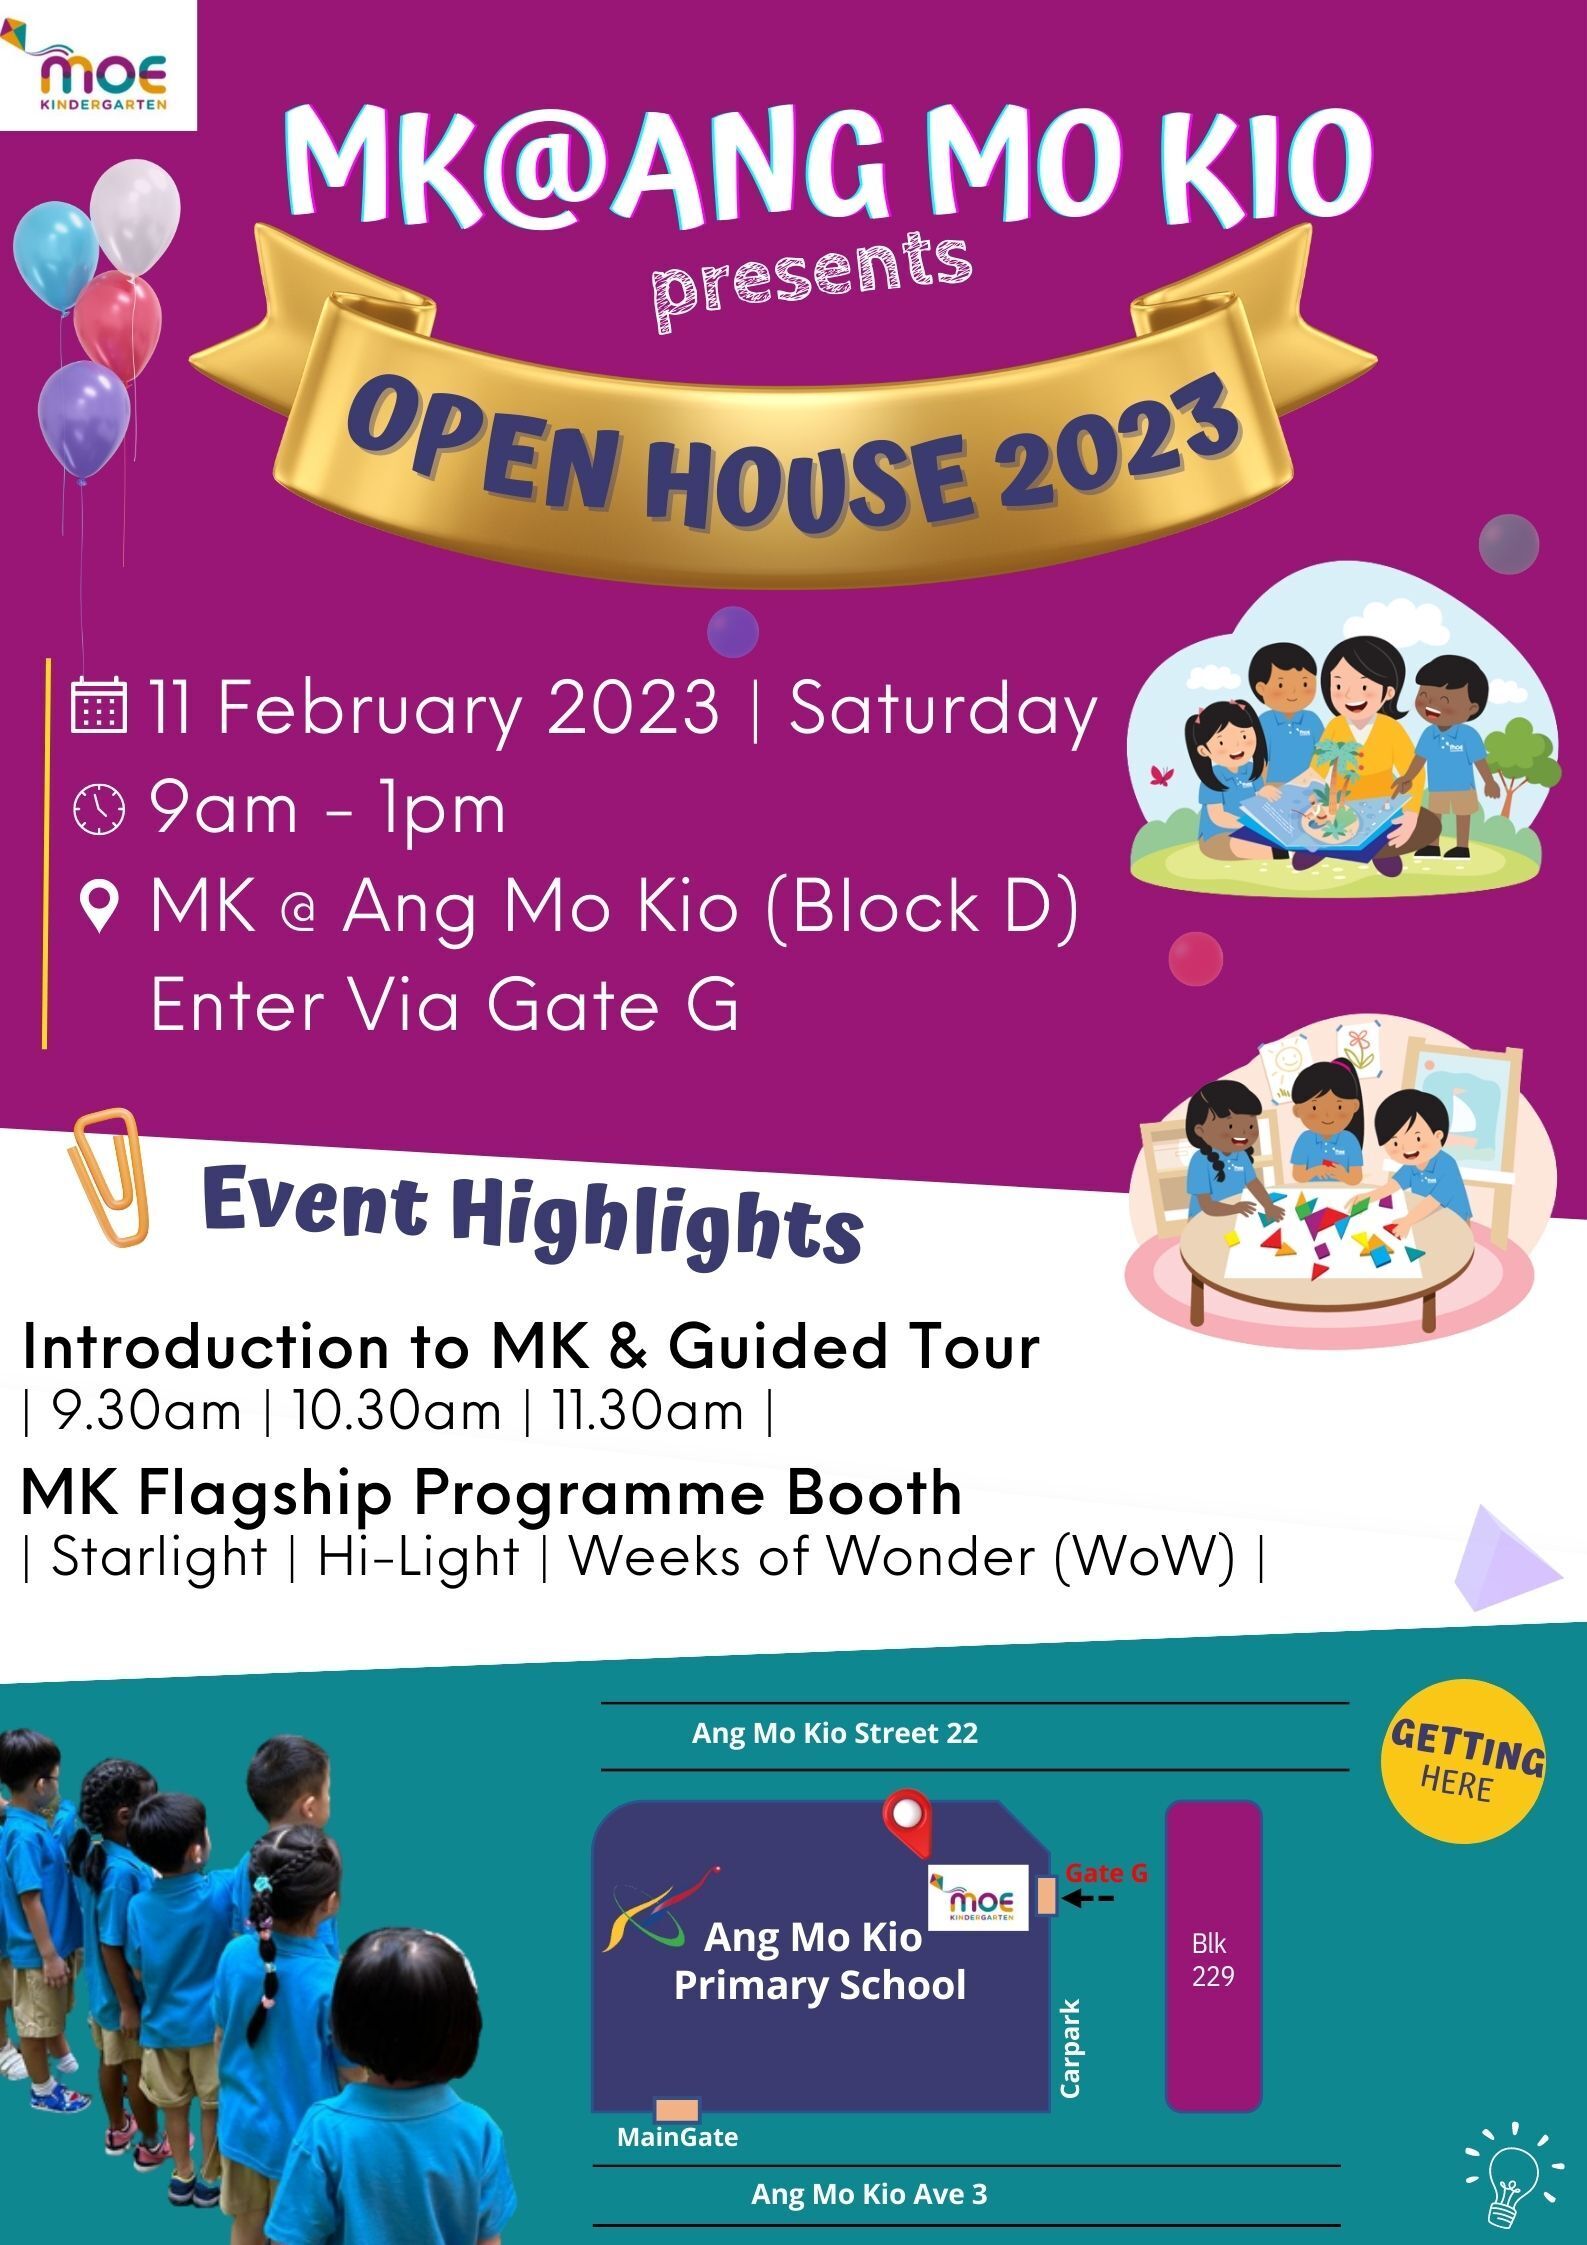 moe
KINDERGARTEN
MK@ANG MO KIO
presents
OPEN HOUSE 2023
11 February 2023 | Saturday
9am - 1pm
MK @ Ang Mo Kio (Block D)
Enter Via Gate G
Event Highlights
Introduction to MK & Guided Tour
| 9.30am | 10.30am | 11.30am |
MK Flagship Programme Booth
| Starlight | Hi-Light | Weeks of Wonder (WoW) |
GETTING
HERE
Ang Mo Kio Street 22
Gate G
moe
KINDERGARTEN
Ang Mo Kio
Primary School
Blk
229
Carpark
MainGate
Ang Mo Kio Ave 3